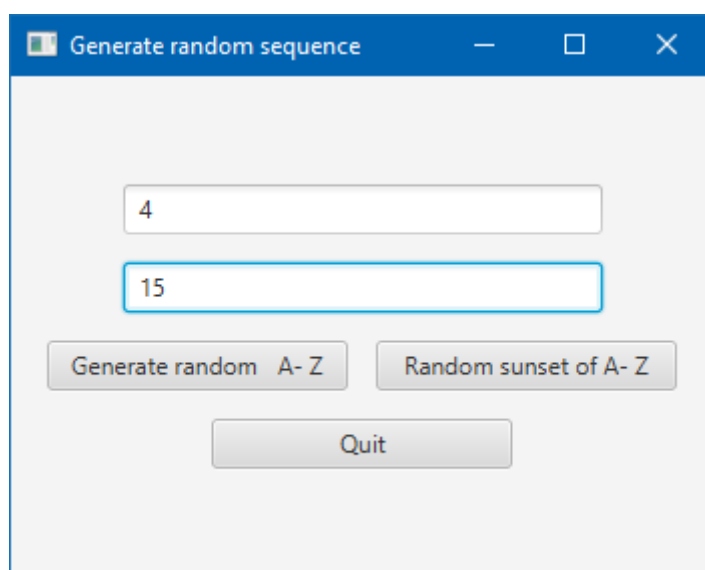 Generate random sequence
4
15
Generate random   A- Z
Random sunset of A- Z
Quit